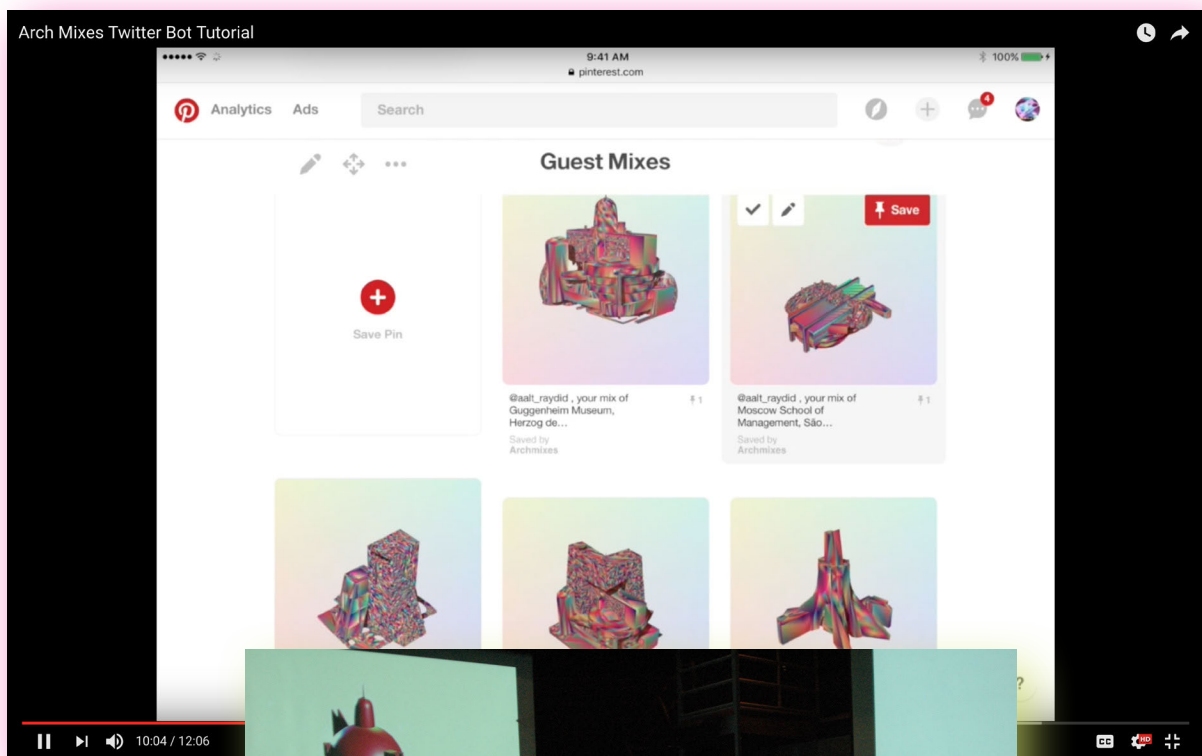 Arch Mixes Twitter Bot Tutorial
9:41 AM
100%
pinterest.com
Analytics Ads Search
4
Guest Mixes
Save
Save Pin
@aalt_raydid , your mix of
Guggenheim Museum,
Herzog de...
1
Saved by
Archmixes
@aalt_raydid , your mix of
Moscow School of
Management, São...
1
Saved by
Archmixes
?
10:04 / 12:06
CC
HD